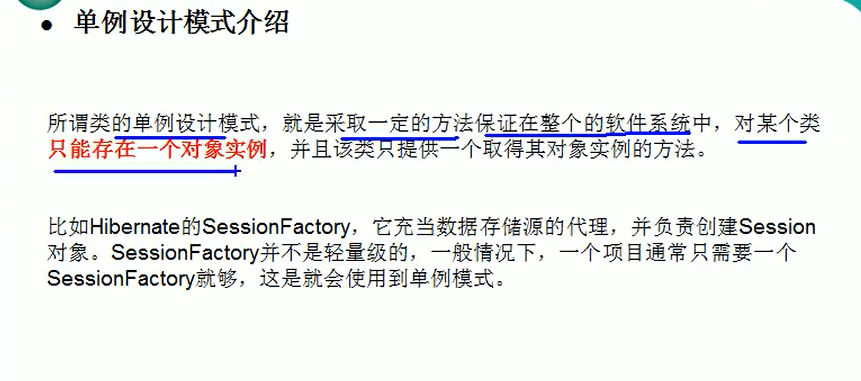 ● 单例设计模式介绍
所谓类的单例设计模式，就是采取一定的方法保证在整个的软件系统中，对某个类
只能存在一个对象实例，并且该类只提供一个取得其对象实例的方法。
比如Hibernate的SessionFactory，它充当数据存储源的代理，并负责创建Session
对象。SessionFactory并不是轻量级的，一般情况下，一个项目通常只需要一个
SessionFactory就够，这是就会使用到单例模式。